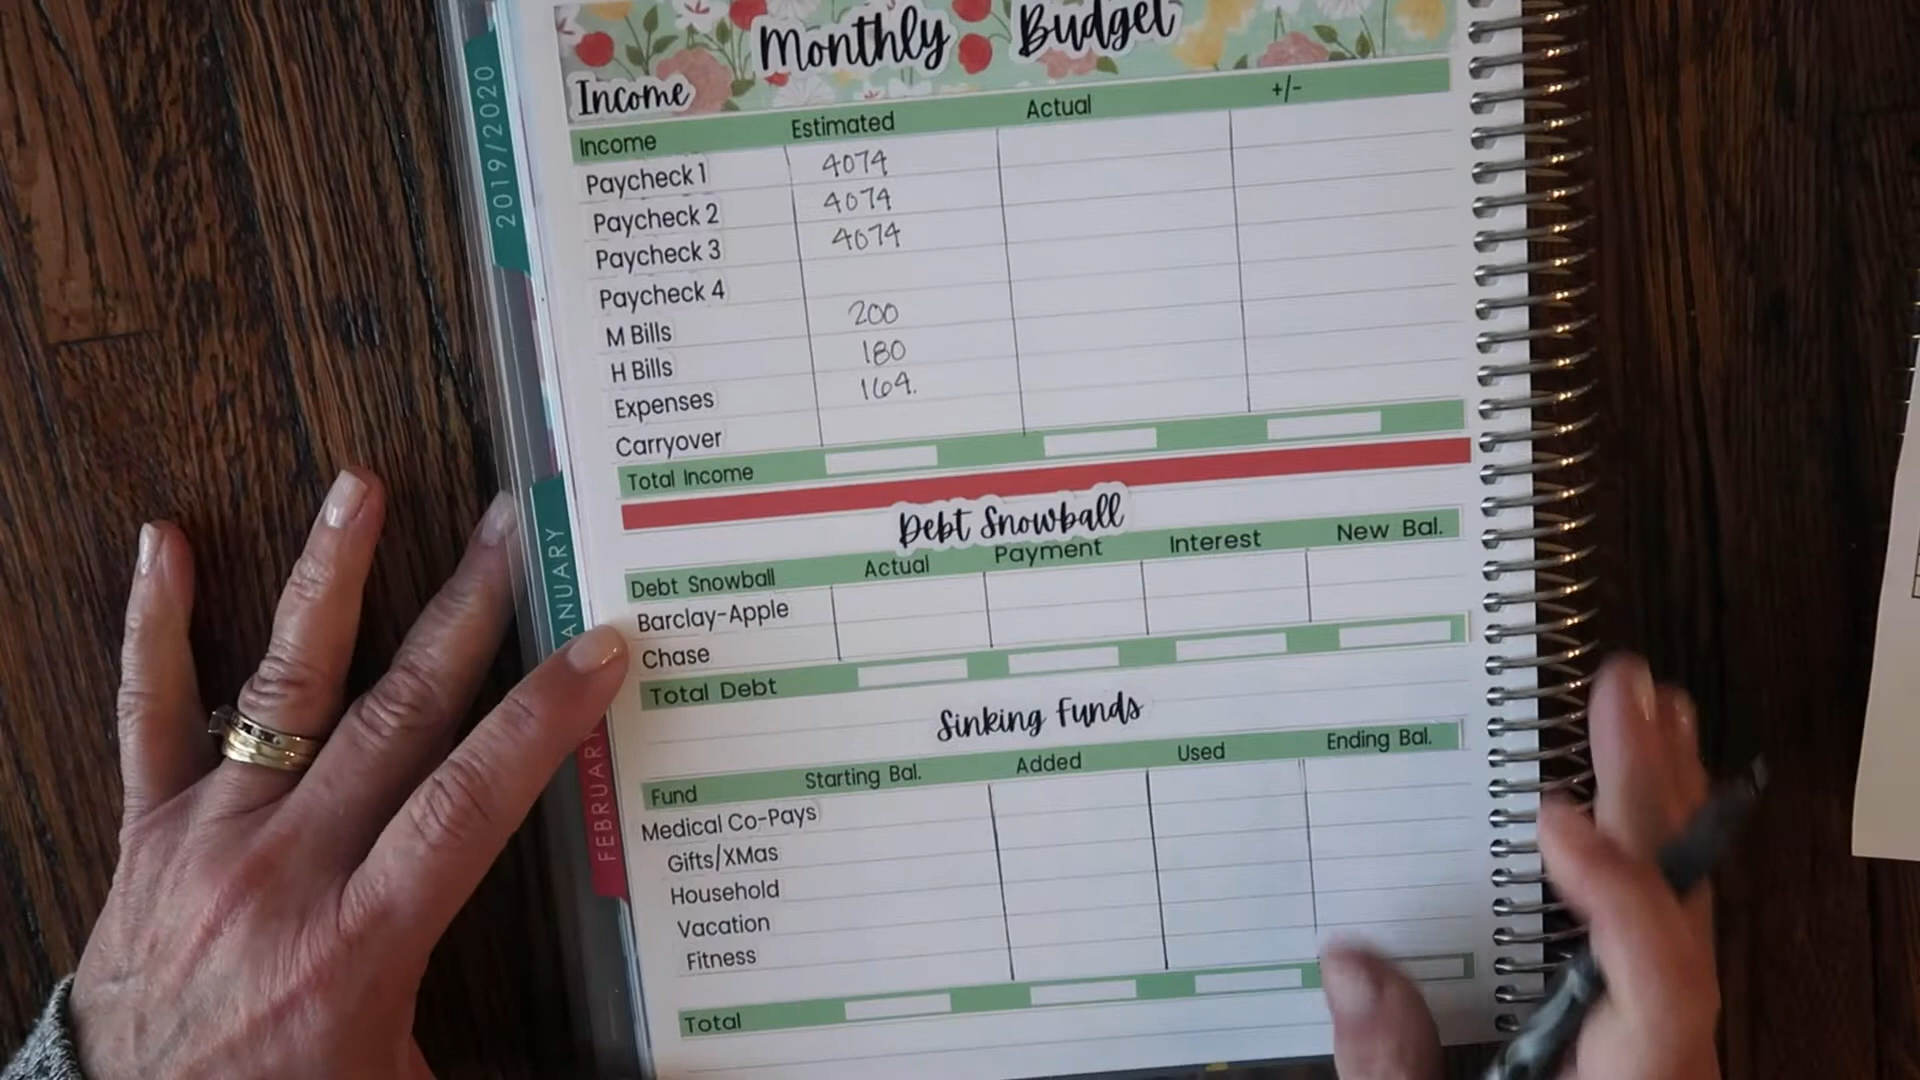 Monthly Budget
Income
Income Estimated Actual +/-
Paycheck 1 4074
Paycheck 2 4074
Paycheck 3 4074
Paycheck 4
M Bills 200
H Bills 180
Expenses 164.
Carryover
Total Income
Debt Snowball
Debt Snowball Actual Payment Interest New Bal.
Barclay-Apple
Chase
Total Debt
Sinking Funds
Fund Starting Bal. Added Used Ending Bal.
Medical Co-Pays
Gifts/XMas
Household
Vacation
Fitness
Total
2019/2020
ANUARY
FEBRUARY